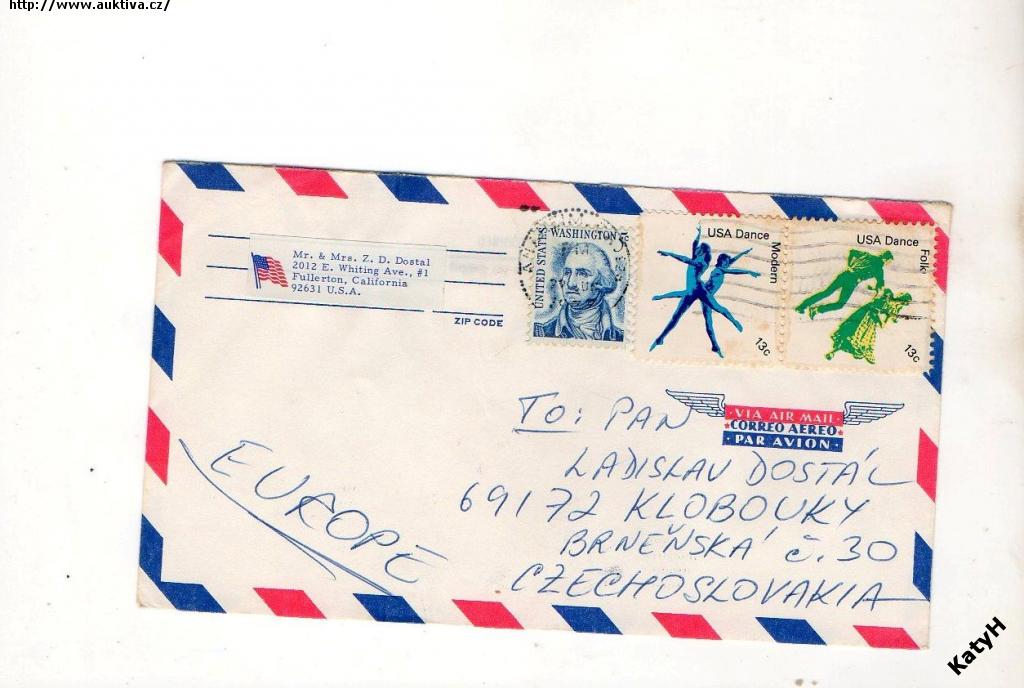 http://www.auktiva.cz/
Mr. & Mrs. Z. D. Dostal
2012 E. Whiting Ave., #1
Fullerton, California
92631 U.S.A.
ZIP CODE
UNITED STATES
WASHINGTON
USA Dance
Modern
13c
USA Dance
Folk
13c
VIA AIR MAIL
CORREO AEREO
PAR AVION
TO: PAN
LADISLAV DOSTÁL
69172 KLOBOUKY
BRNĚŇSKÁ č. 30
CZECHOSLOVAKIA
EUROPE
KatyH